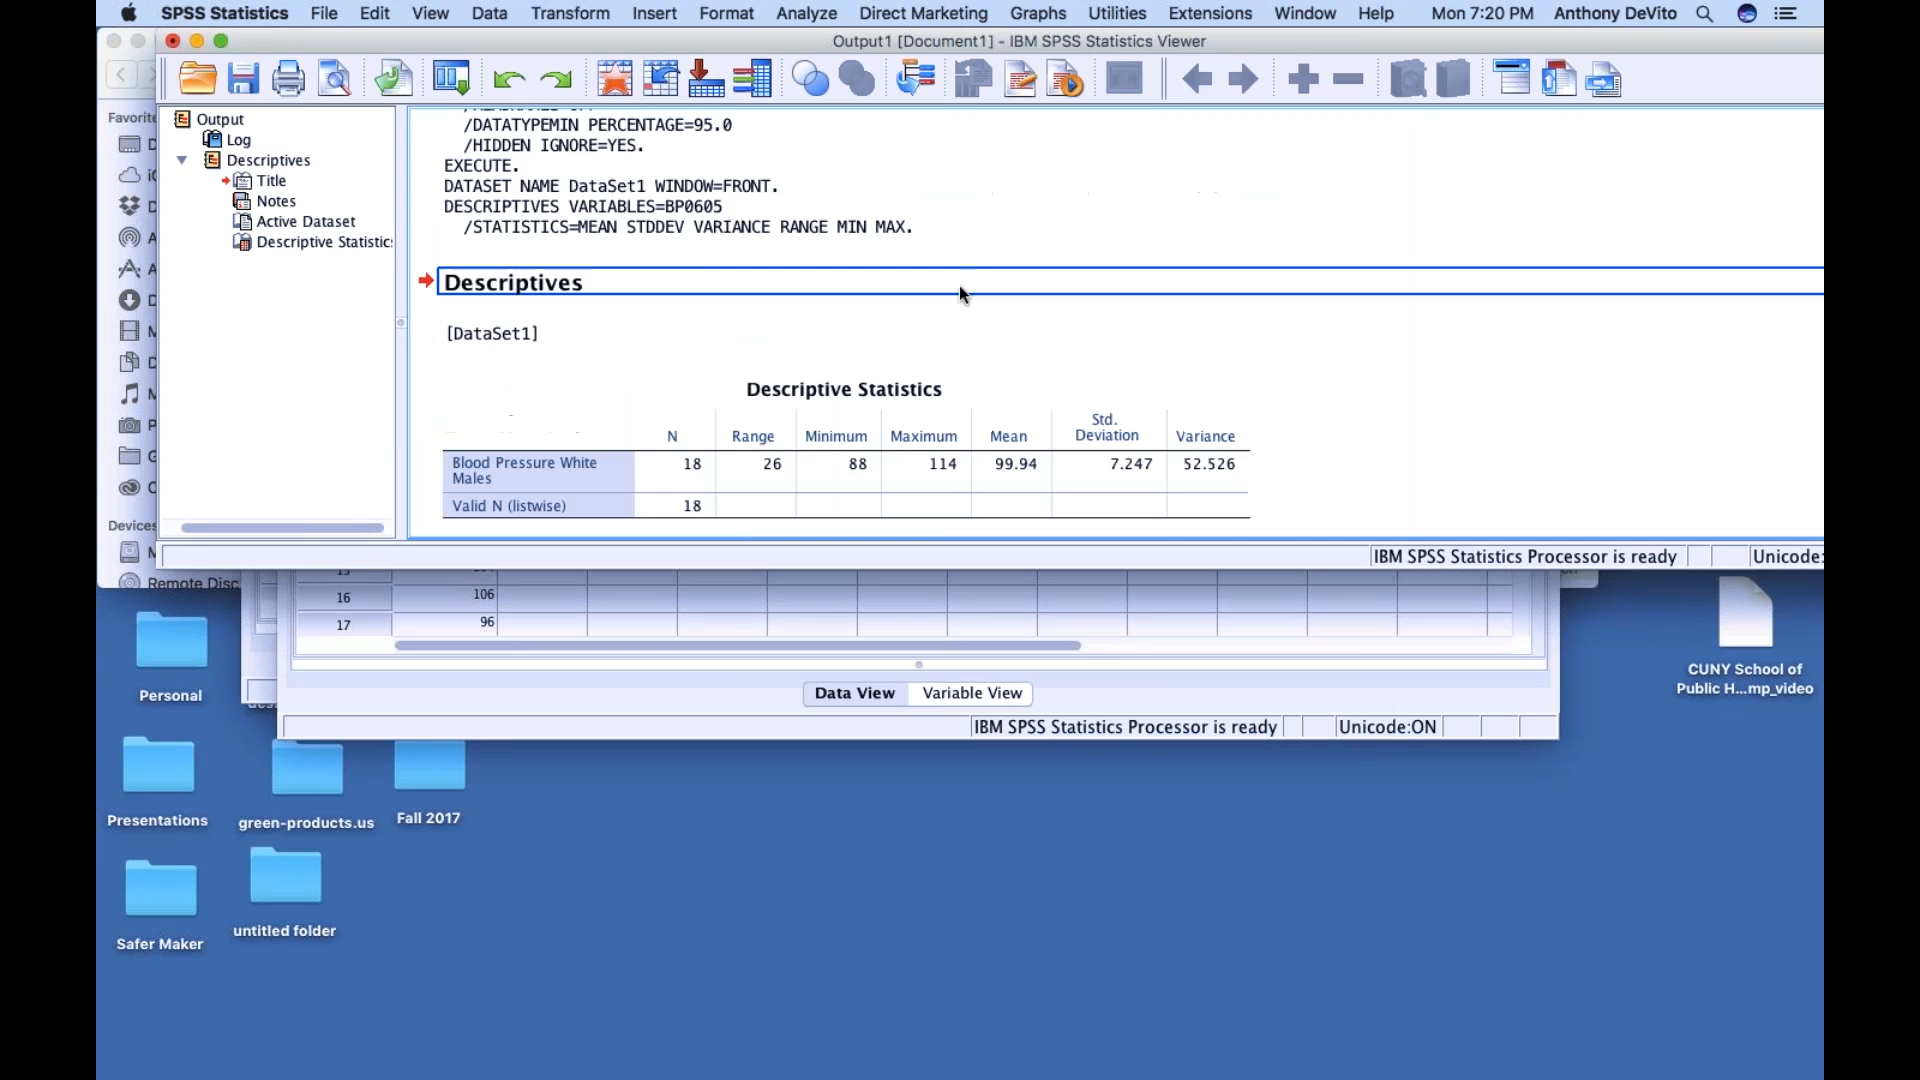 SPSS Statistics File Edit View Data Transform Insert Format Analyze Direct Marketing Graphs Utilities Extensions Window Help Mon 7:20 PM Anthony DeVito
Output1 [Document1] - IBM SPSS Statistics Viewer
Favorite
Output
Log
Descriptives
Title
Notes
Active Dataset
Descriptive Statistic
Devices
Remote Disc
/DATATYPEMIN PERCENTAGE=95.0
/HIDDEN IGNORE=YES.
EXECUTE.
DATASET NAME DataSet1 WINDOW=FRONT.
DESCRIPTIVES VARIABLES=BP0605
/STATISTICS=MEAN STDDEV VARIANCE RANGE MIN MAX.
Descriptives
[DataSet1]
Descriptive Statistics
N Range Minimum Maximum Mean Std. Deviation Variance
Blood Pressure White 18 26 88 114 99.94 7.247 52.526
Males
Valid N (listwise) 18
IBM SPSS Statistics Processor is ready Unicode:
16 106
17 96
Data View Variable View
IBM SPSS Statistics Processor is ready Unicode:ON
Personal
CUNY School of
Public H...mp_video
Presentations
green-products.us
Fall 2017
Safer Maker
untitled folder